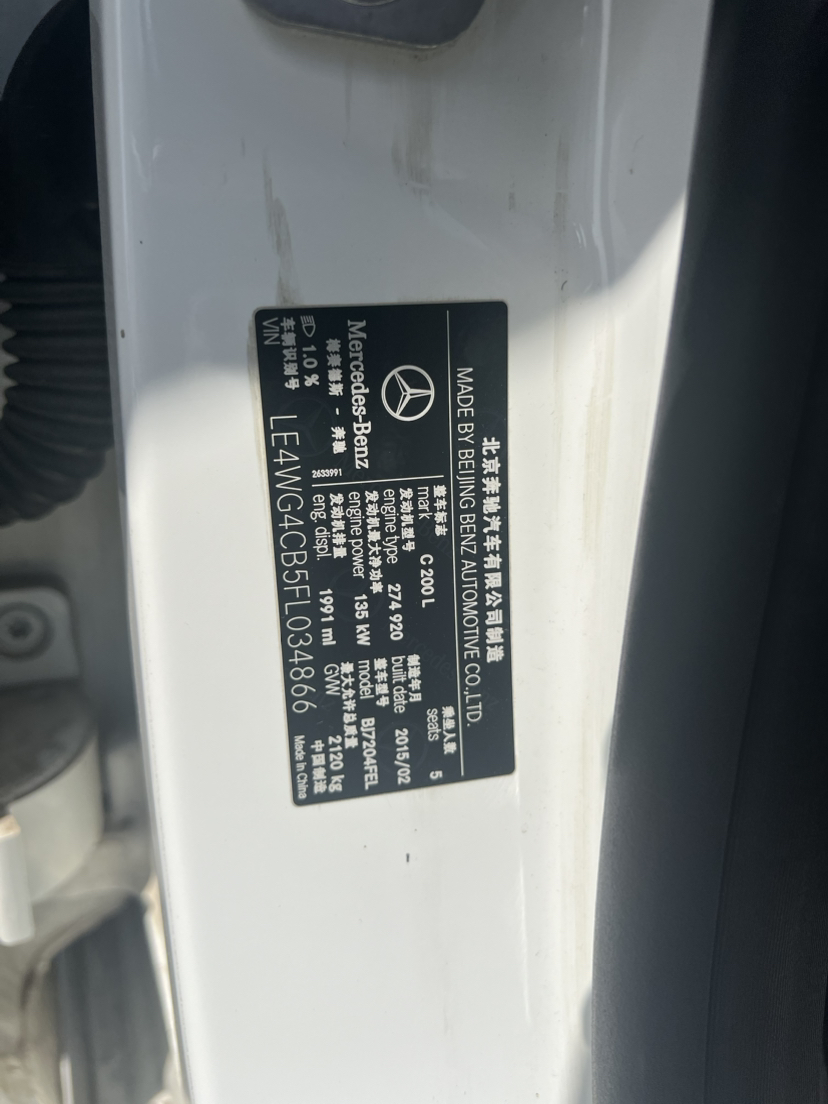 北京奔驰汽车有限公司制造
MADE BY BEIJING BENZ AUTOMOTIVE CO.,LTD.
整车标志
mark C 200 L
乘坐人数
seats 5
发动机型号
engine type 274 920
制造年月
built date 2015/02
发动机最大净功率
engine power 135 kW
整车型号
model BJ7204FEL
发动机排量
eng. displ. 1991 ml
最大允许总质量
GVW 2120 kg
Mercedes-Benz
梅赛德斯 - 奔驰
2633991
1.0 %
中国制造
Made in China
车辆识别号
VIN LE4WG4CB5FL034866